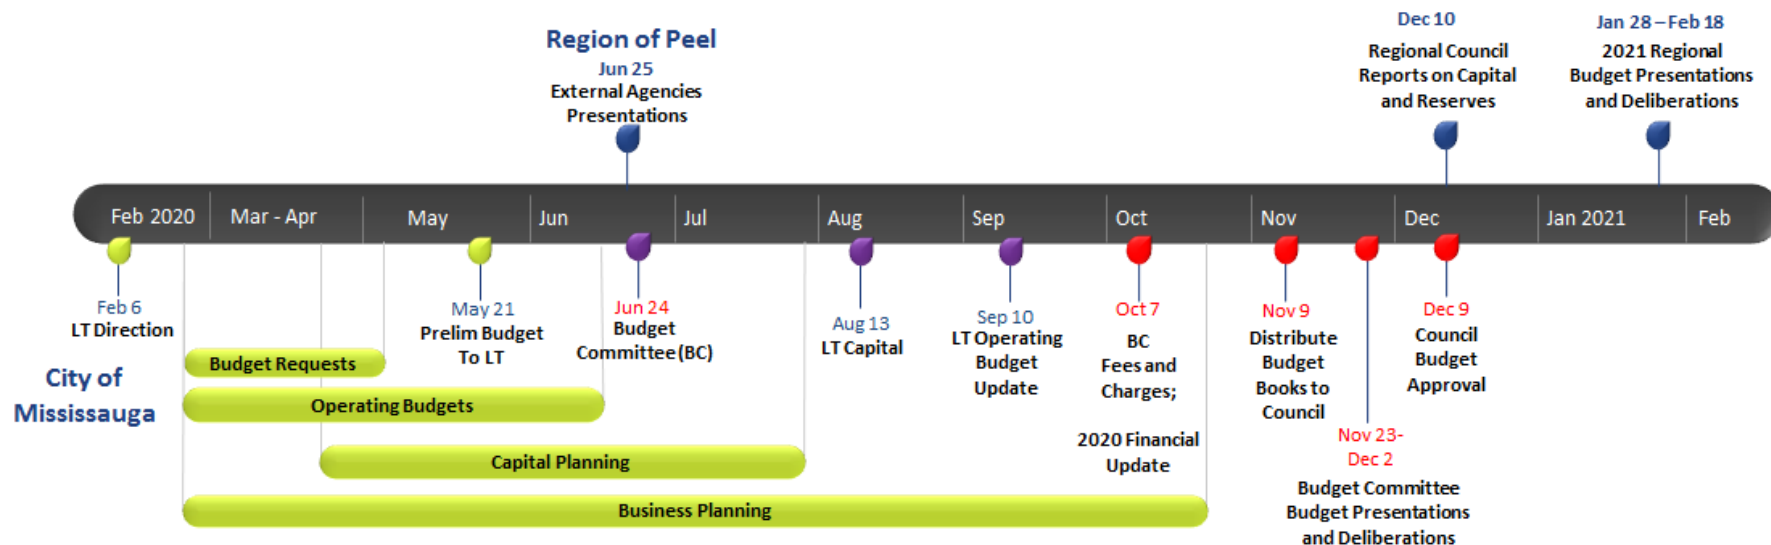 Region of Peel
Jun 25
External Agencies
Presentations
Dec 10
Regional Council
Reports on Capital
and Reserves
Jan 28 – Feb 18
2021 Regional
Budget Presentations
and Deliberations
Feb 2020
Mar - Apr
May
Jun
Jul
Aug
Sep
Oct
Nov
Dec
Jan 2021
Feb
Feb 6
LT Direction
May 21
Prelim Budget
To LT
Jun 24
Budget
Committee (BC)
Aug 13
LT Capital
Sep 10
LT Operating
Budget
Update
Oct 7
BC
Fees and
Charges;
2020 Financial
Update
Nov 9
Distribute
Budget
Books to
Council
Nov 23-
Dec 2
Budget Committee
Budget Presentations
and Deliberations
Dec 9
Council
Budget
Approval
City of
Mississauga
Budget Requests
Operating Budgets
Capital Planning
Business Planning